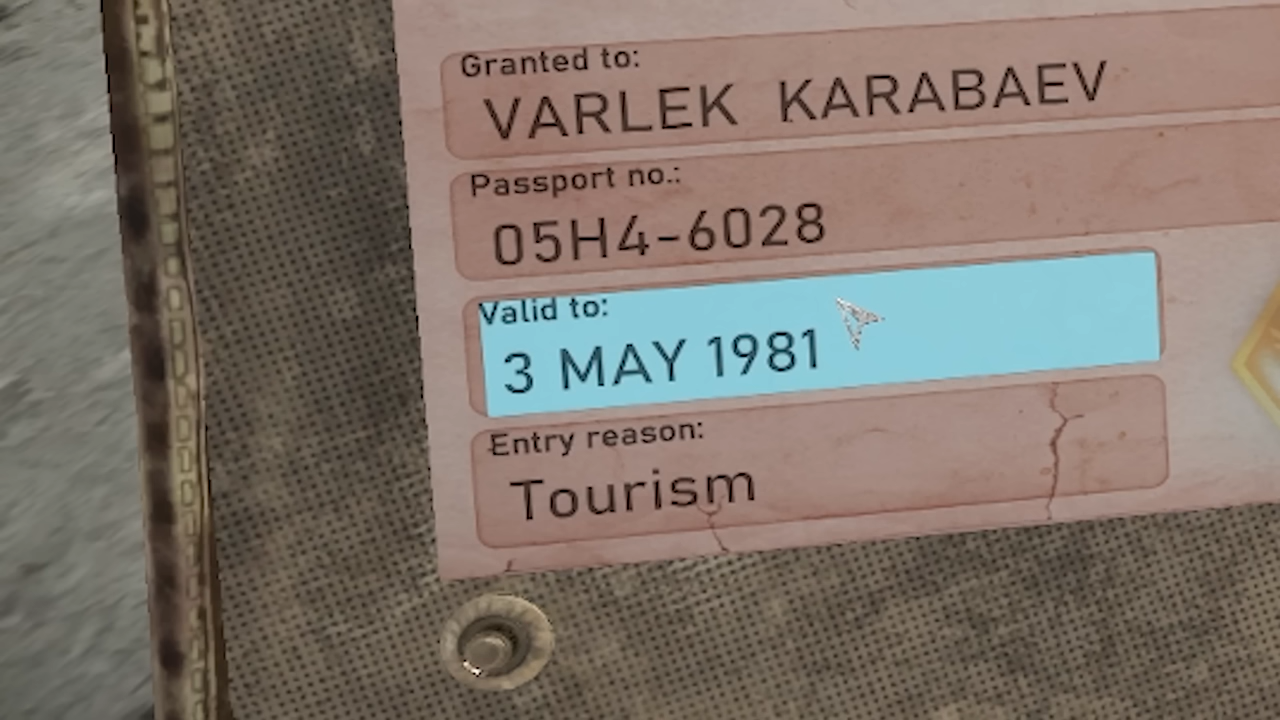 Granted to:
VARLEK KARABAEV
Passport no.:
05H4-6028
Valid to:
3 MAY 1981
Entry reason:
Tourism